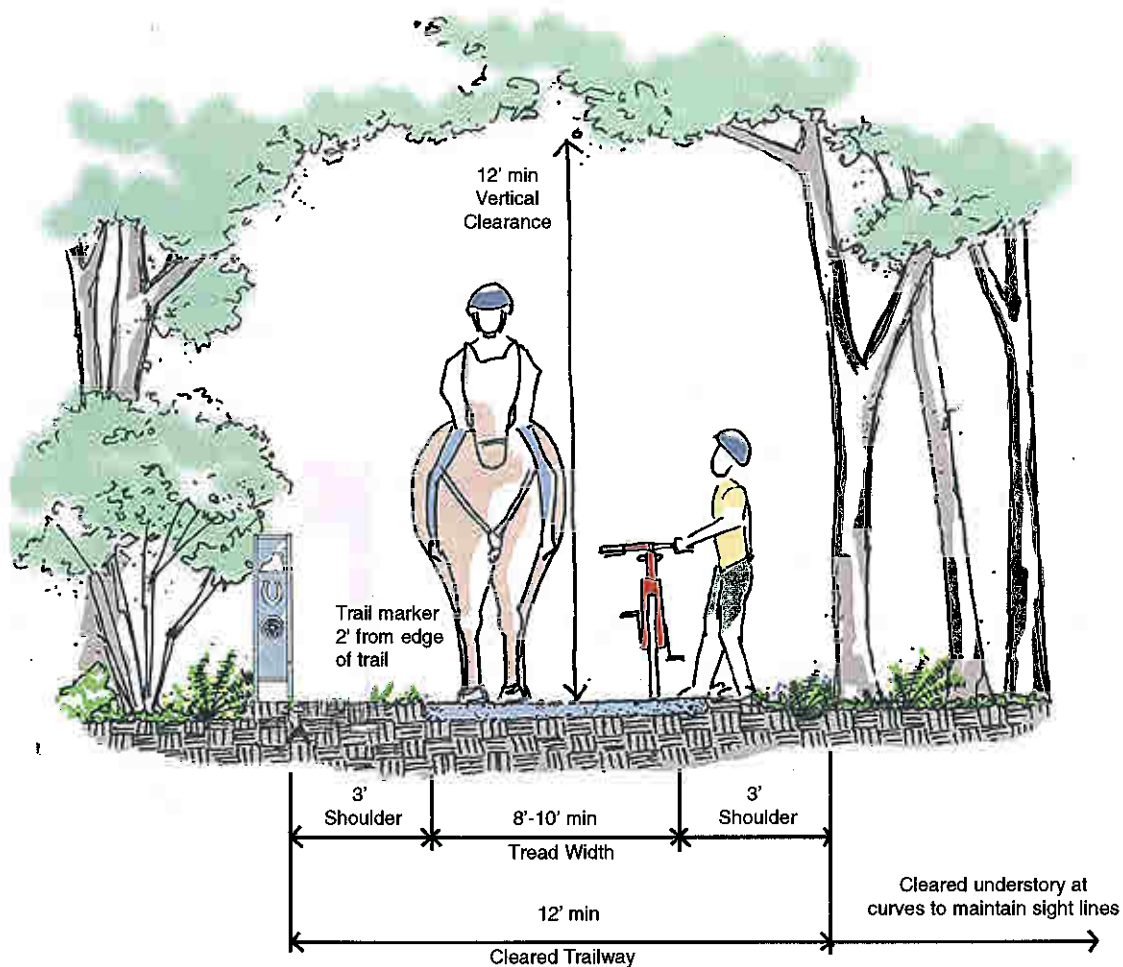 12' min
Vertical
Clearance
Trail marker
2' from edge
of trail
3'
Shoulder
8'-10' min
Tread Width
3'
Shoulder
12' min
Cleared Trailway
Cleared understory at
curves to maintain sight lines